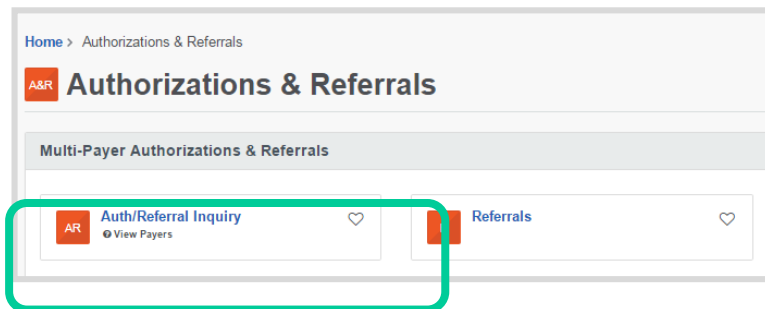 Home > Authorizations & Referrals
A&R Authorizations & Referrals
Multi-Payer Authorizations & Referrals
AR Auth/Referral Inquiry
View Payers
Referrals